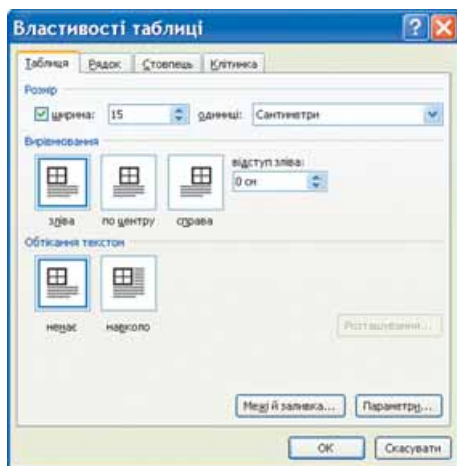 Властивості таблиці
Таблиця Рядок Стовпець Клітинка
Розмір
ширина: 15 одиниці: Сантиметри
Вирівнювання
відступ зліва:
0 см
зліва по центру справа
Обтікання текстом
немає навколо
Розташування...
Межі й заливка... Параметри...
ОК Скасувати